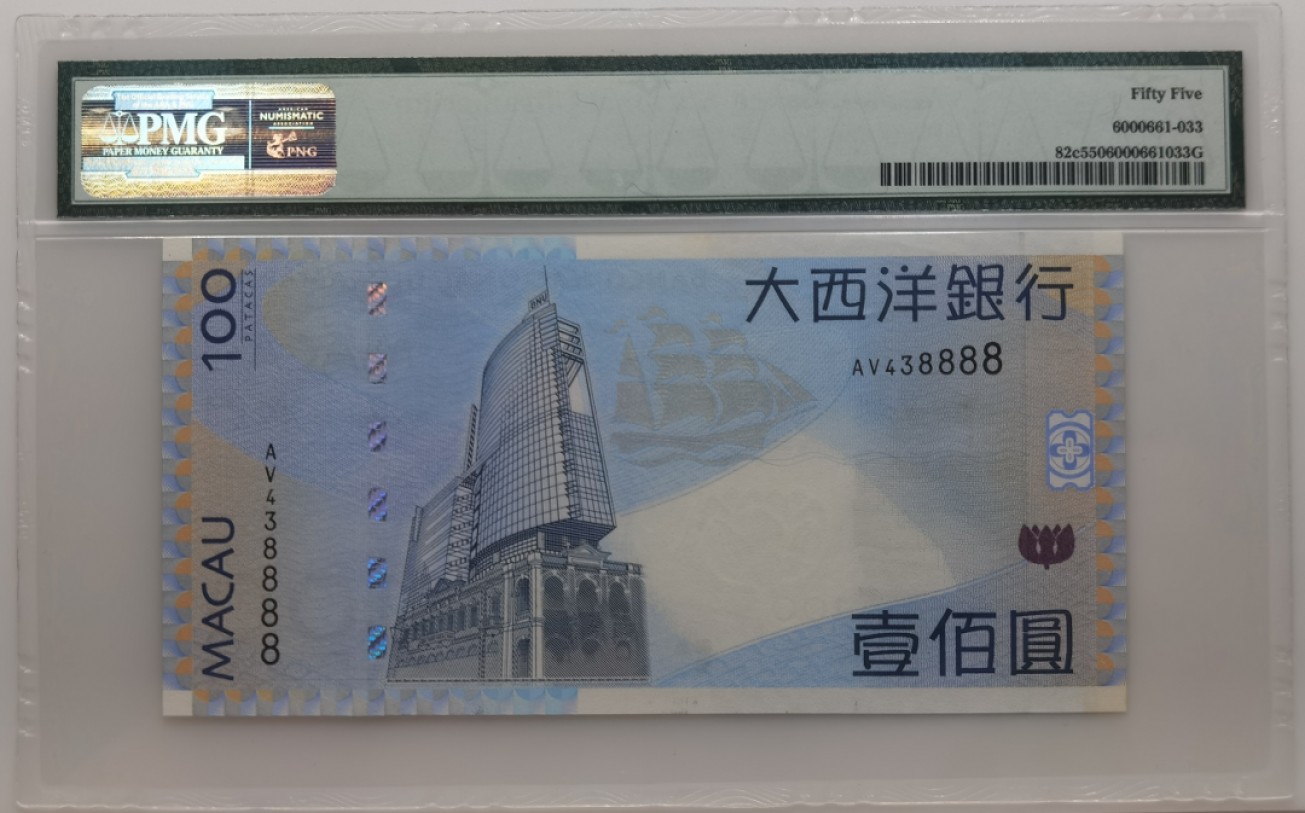 PMG
PAPER MONEY GUARANTY
AMERICAN
NUMISMATIC
ASSOCIATION
PNG
Fifty Five
6000661-033
82c5506000661033G
100
PATACAS
BNU
大西洋銀行
AV438888
AV438888
MACAU
壹佰圓